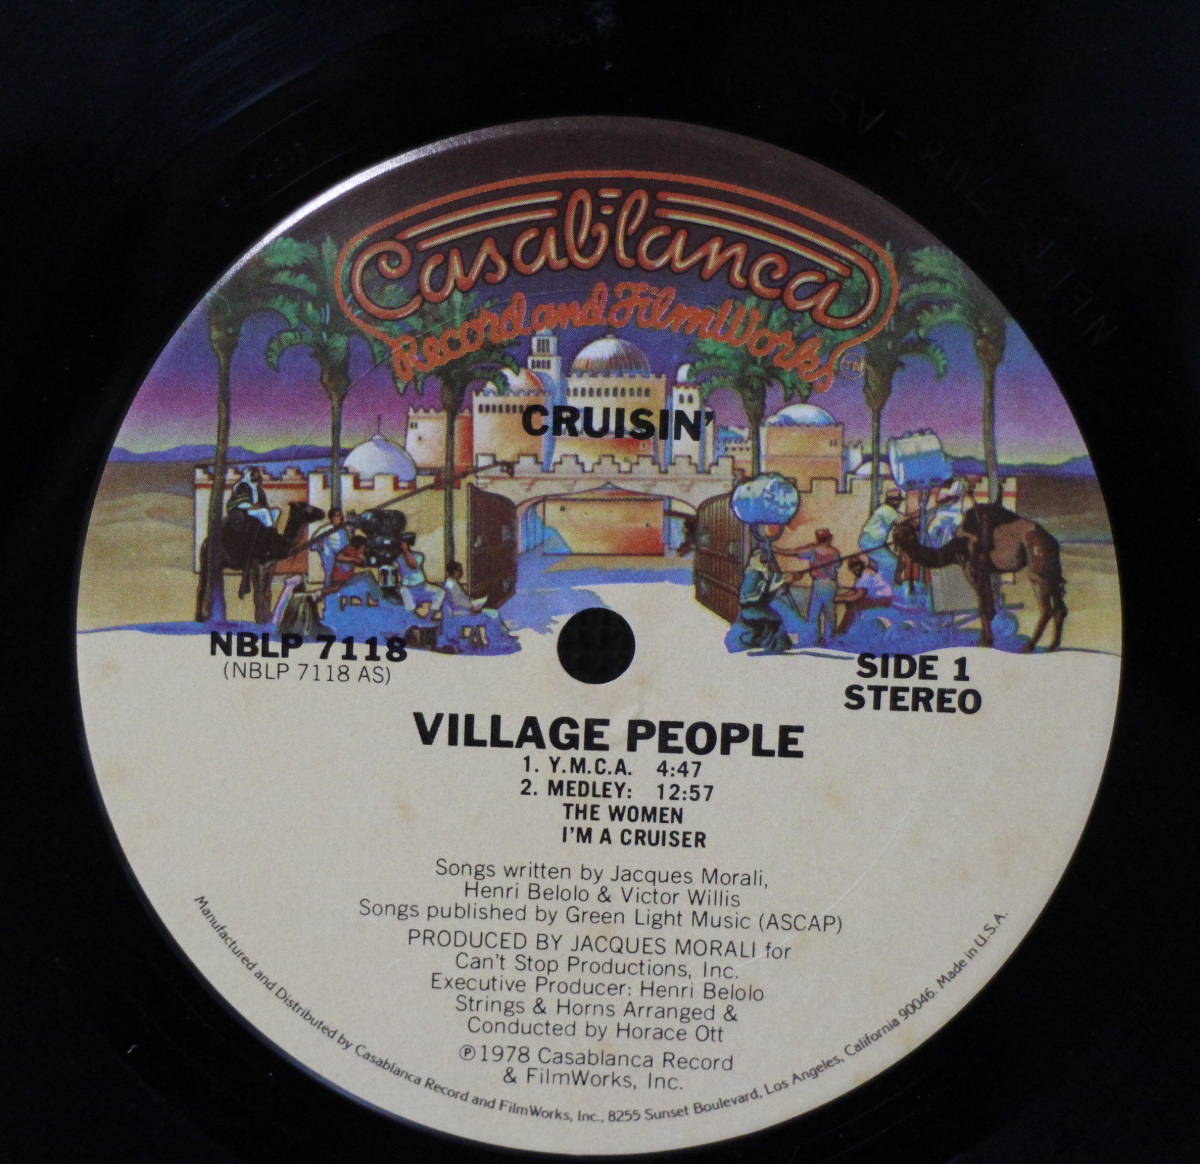 Casablanca
Record and FilmWorks TM
CRUISIN'
NBLP 7118
(NBLP 7118 AS)
SIDE 1
STEREO
VILLAGE PEOPLE
1. Y.M.C.A. 4:47
2. MEDLEY: 12:57
THE WOMEN
I'M A CRUISER
Songs written by Jacques Morali,
Henri Belolo & Victor Willis
Songs published by Green Light Music (ASCAP)
PRODUCED BY JACQUES MORALI for
Can't Stop Productions, Inc.
Executive Producer: Henri Belolo
Strings & Horns Arranged &
Conducted by Horace Ott
℗1978 Casablanca Record
& FilmWorks, Inc.
Manufactured and Distributed by Casablanca Record and FilmWorks, Inc., 8255 Sunset Boulevard, Los Angeles, California 90046. Made in U.S.A.